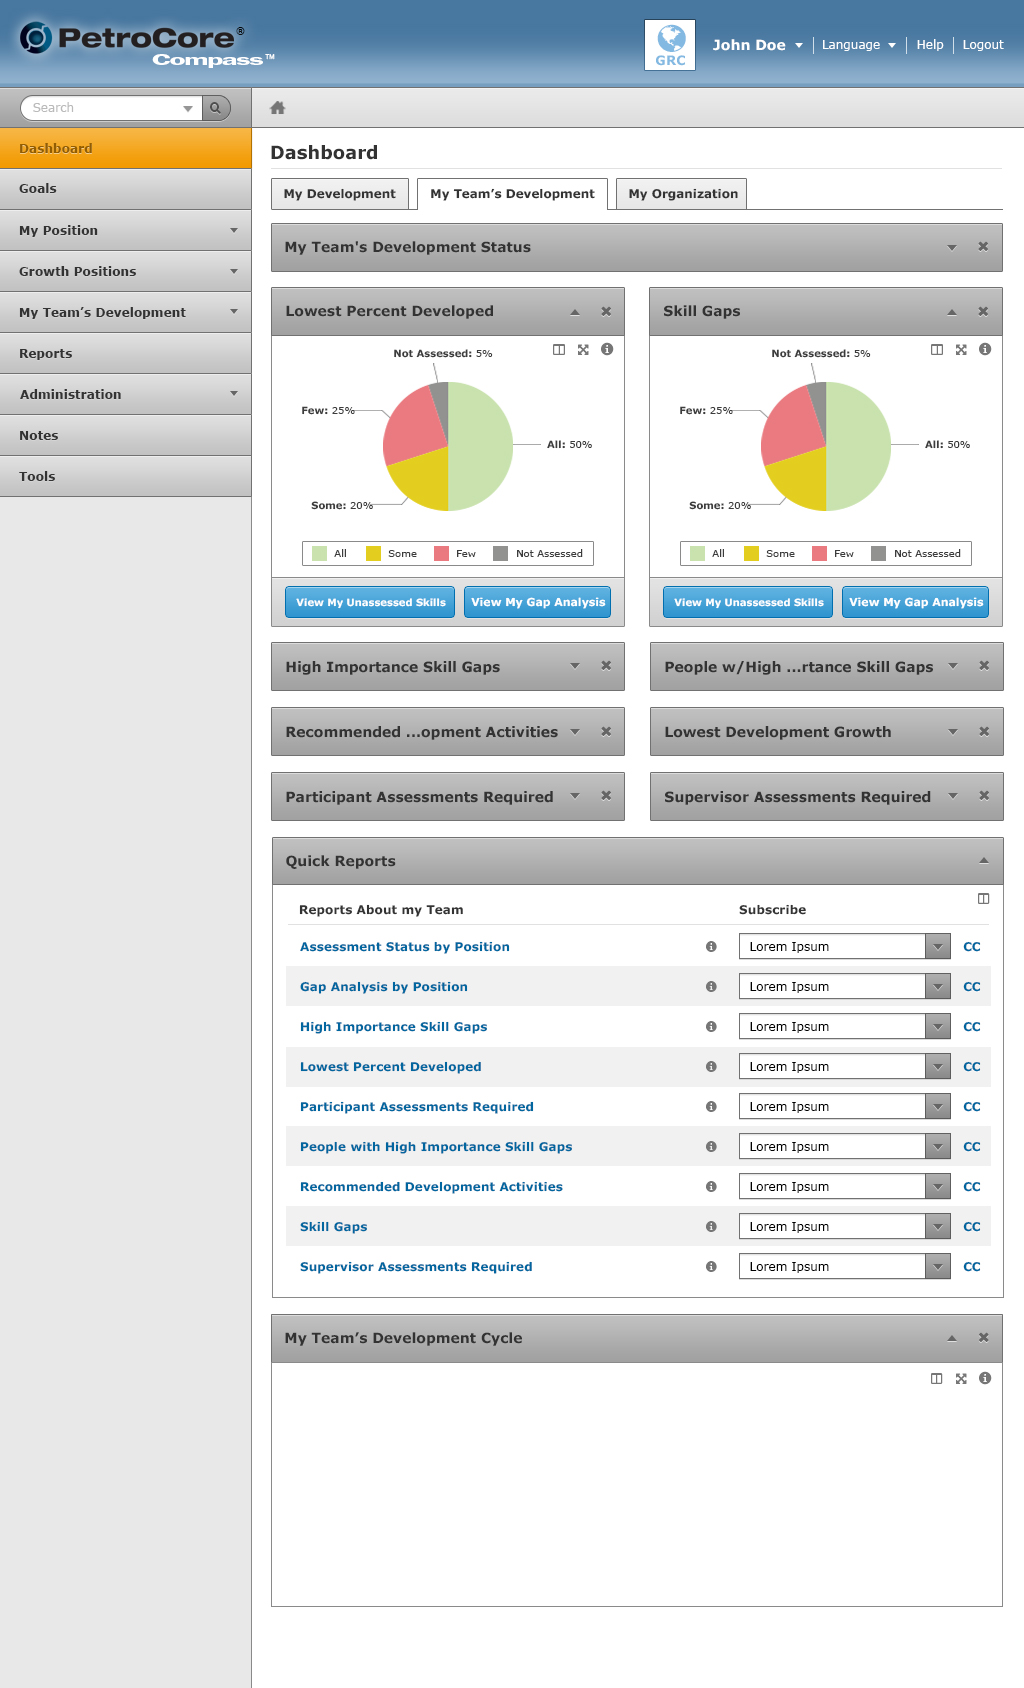 PetroCore®
Compass™
GRC
John Doe
Language
Help
Logout
Search
Dashboard
Goals
My Position
Growth Positions
My Team’s Development
Reports
Administration
Notes
Tools
Dashboard
My Development
My Team’s Development
My Organization
My Team's Development Status
Lowest Percent Developed
Not Assessed: 5%
Few: 25%
All: 50%
Some: 20%
All
Some
Few
Not Assessed
View My Unassessed Skills
View My Gap Analysis
Skill Gaps
Not Assessed: 5%
Few: 25%
All: 50%
Some: 20%
All
Some
Few
Not Assessed
View My Unassessed Skills
View My Gap Analysis
High Importance Skill Gaps
People w/High ...rtance Skill Gaps
Recommended ...opment Activities
Lowest Development Growth
Participant Assessments Required
Supervisor Assessments Required
Quick Reports
Reports About my Team Subscribe
Assessment Status by Position Lorem Ipsum CC
Gap Analysis by Position Lorem Ipsum CC
High Importance Skill Gaps Lorem Ipsum CC
Lowest Percent Developed Lorem Ipsum CC
Participant Assessments Required Lorem Ipsum CC
People with High Importance Skill Gaps Lorem Ipsum CC
Recommended Development Activities Lorem Ipsum CC
Skill Gaps Lorem Ipsum CC
Supervisor Assessments Required Lorem Ipsum CC
My Team’s Development Cycle